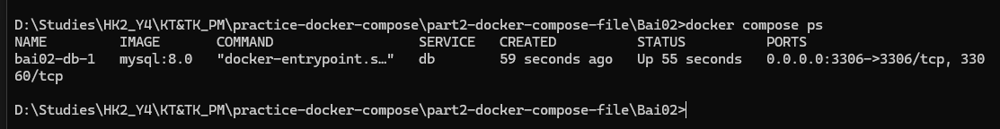 D:\Studies\HK2_Y4\KT&TK_PM\practice-docker-compose\part2-docker-compose-file\Bai02>docker compose ps
NAME         IMAGE       COMMAND                  SERVICE   CREATED          STATUS          PORTS
bai02-db-1   mysql:8.0   "docker-entrypoint.s…"   db        59 seconds ago   Up 55 seconds   0.0.0.0:3306->3306/tcp, 330
60/tcp
D:\Studies\HK2_Y4\KT&TK_PM\practice-docker-compose\part2-docker-compose-file\Bai02>